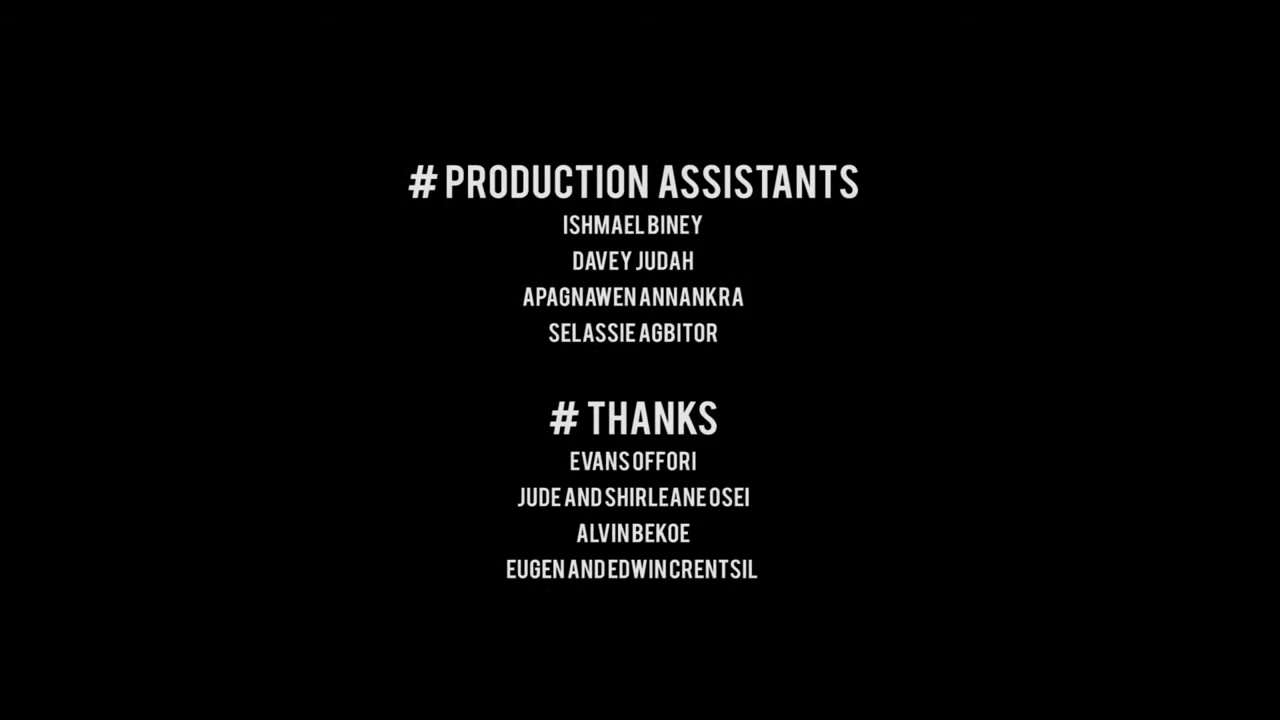 # PRODUCTION ASSISTANTS
ISHMAEL BINEY
DAVEY JUDAH
APAGNAWEN ANNANKRA
SELASSIE AGBITOR
# THANKS
EVANS OFFORI
JUDE AND SHIRLEANE OSEI
ALVIN BEKOE
EUGEN AND EDWIN CRENTSIL